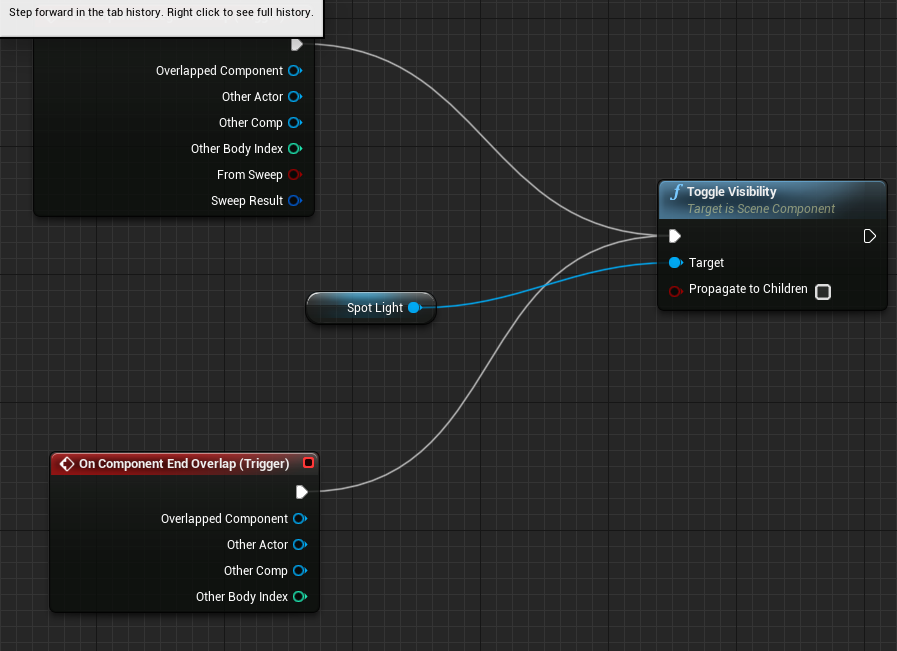 Step forward in the tab history. Right click to see full history.
Overlapped Component
Other Actor
Other Comp
Other Body Index
From Sweep
Sweep Result
f Toggle Visibility
Target is Scene Component
Target
Propagate to Children
Spot Light
On Component End Overlap (Trigger)
Overlapped Component
Other Actor
Other Comp
Other Body Index